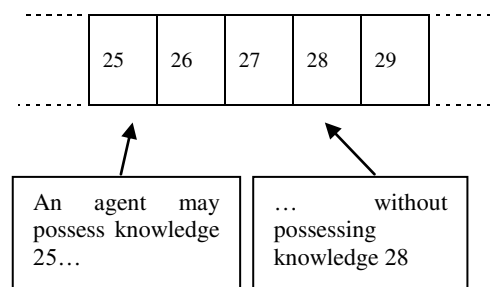 25 26 27 28 29
An agent may
possess knowledge
25…
… without
possessing
knowledge 28